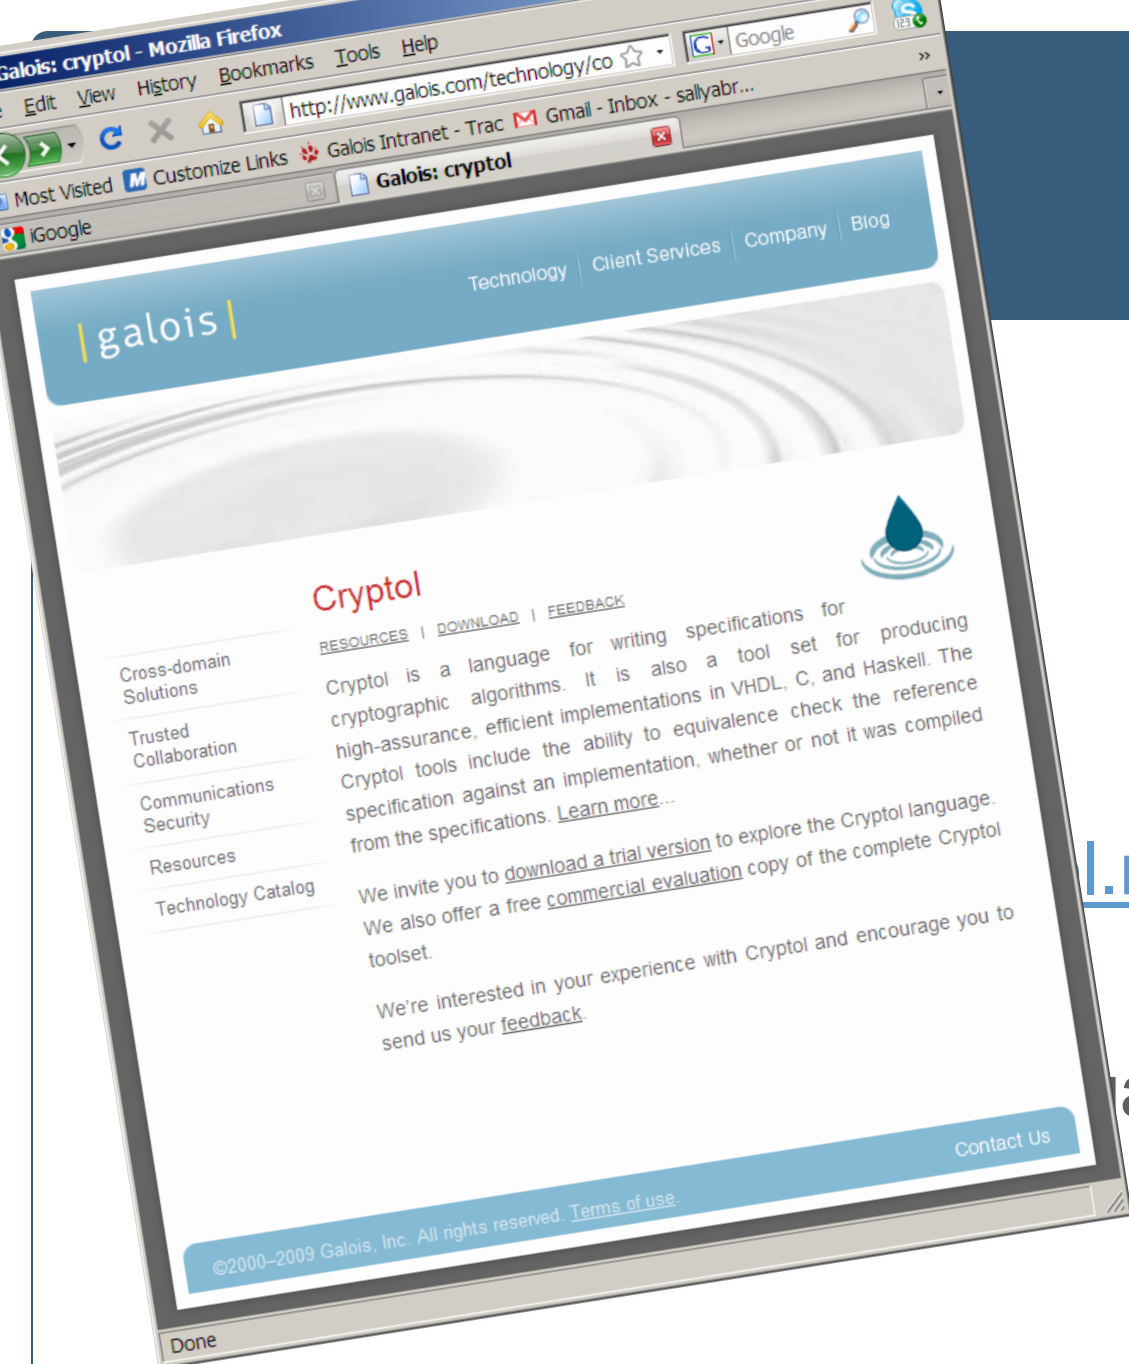 Galois: cryptol - Mozilla Firefox
Edit View History Bookmarks Tools Help
http://www.galois.com/technology/co
Google
Most Visited Customize Links Galois Intranet - Trac Gmail - Inbox - sallyabr...
iGoogle
Galois: cryptol
|galois|
Technology Client Services Company Blog
Cryptol
RESOURCES | DOWNLOAD | FEEDBACK
Cross-domain
Solutions
Trusted
Collaboration
Communications
Security
Resources
Technology Catalog
Cryptol is a language for writing specifications for
cryptographic algorithms. It is also a tool set for producing
high-assurance, efficient implementations in VHDL, C, and Haskell. The
Cryptol tools include the ability to equivalence check the reference
specification against an implementation, whether or not it was compiled
from the specifications. Learn more...
We invite you to download a trial version to explore the Cryptol language.
We also offer a free commercial evaluation copy of the complete Cryptol
toolset.
We're interested in your experience with Cryptol and encourage you to
send us your feedback.
Contact Us
©2000–2009 Galois, Inc. All rights reserved. Terms of use.
Done